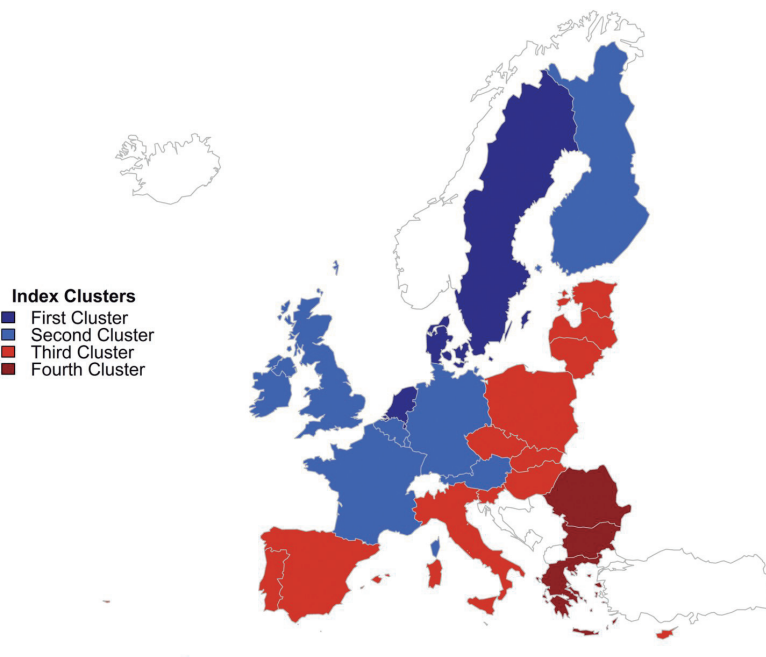 Index Clusters
First Cluster
Second Cluster
Third Cluster
Fourth Cluster